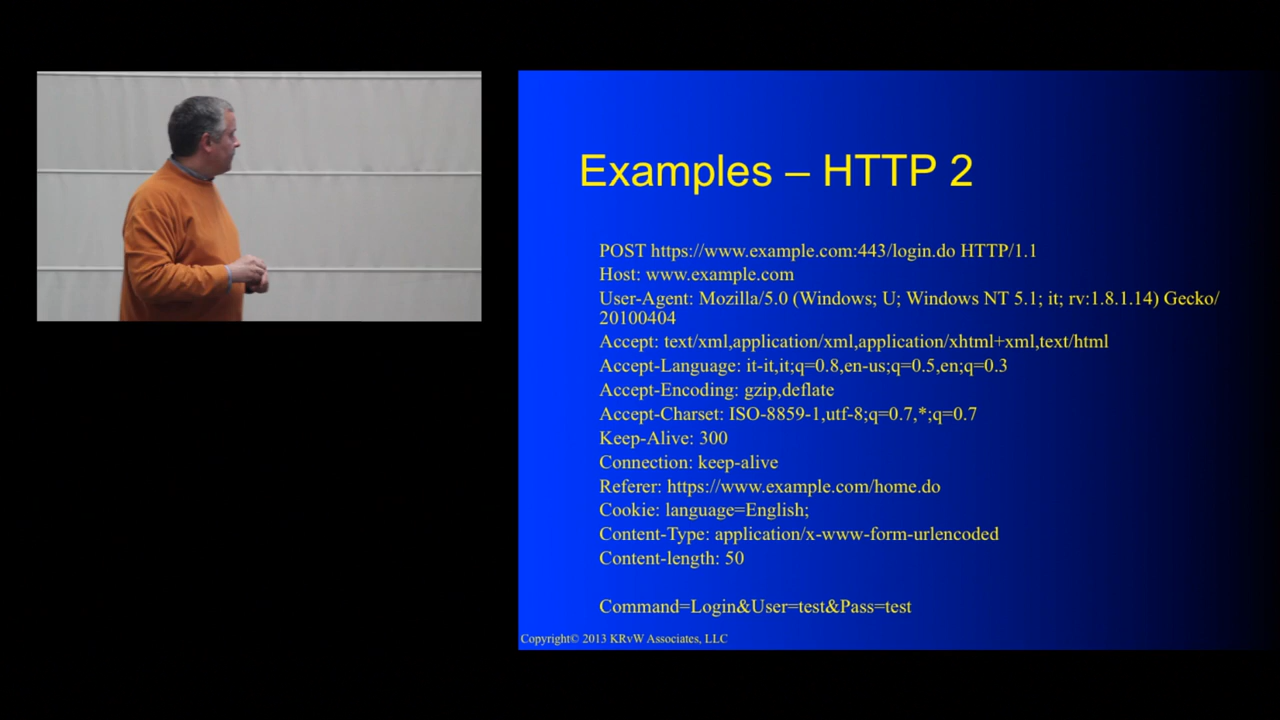 Examples – HTTP 2
POST https://www.example.com:443/login.do HTTP/1.1
Host: www.example.com
User-Agent: Mozilla/5.0 (Windows; U; Windows NT 5.1; it; rv:1.8.1.14) Gecko/
20100404
Accept: text/xml,application/xml,application/xhtml+xml,text/html
Accept-Language: it-it,it;q=0.8,en-us;q=0.5,en;q=0.3
Accept-Encoding: gzip,deflate
Accept-Charset: ISO-8859-1,utf-8;q=0.7,*;q=0.7
Keep-Alive: 300
Connection: keep-alive
Referer: https://www.example.com/home.do
Cookie: language=English;
Content-Type: application/x-www-form-urlencoded
Content-length: 50
Command=Login&User=test&Pass=test
Copyright© 2013 KRvW Associates, LLC